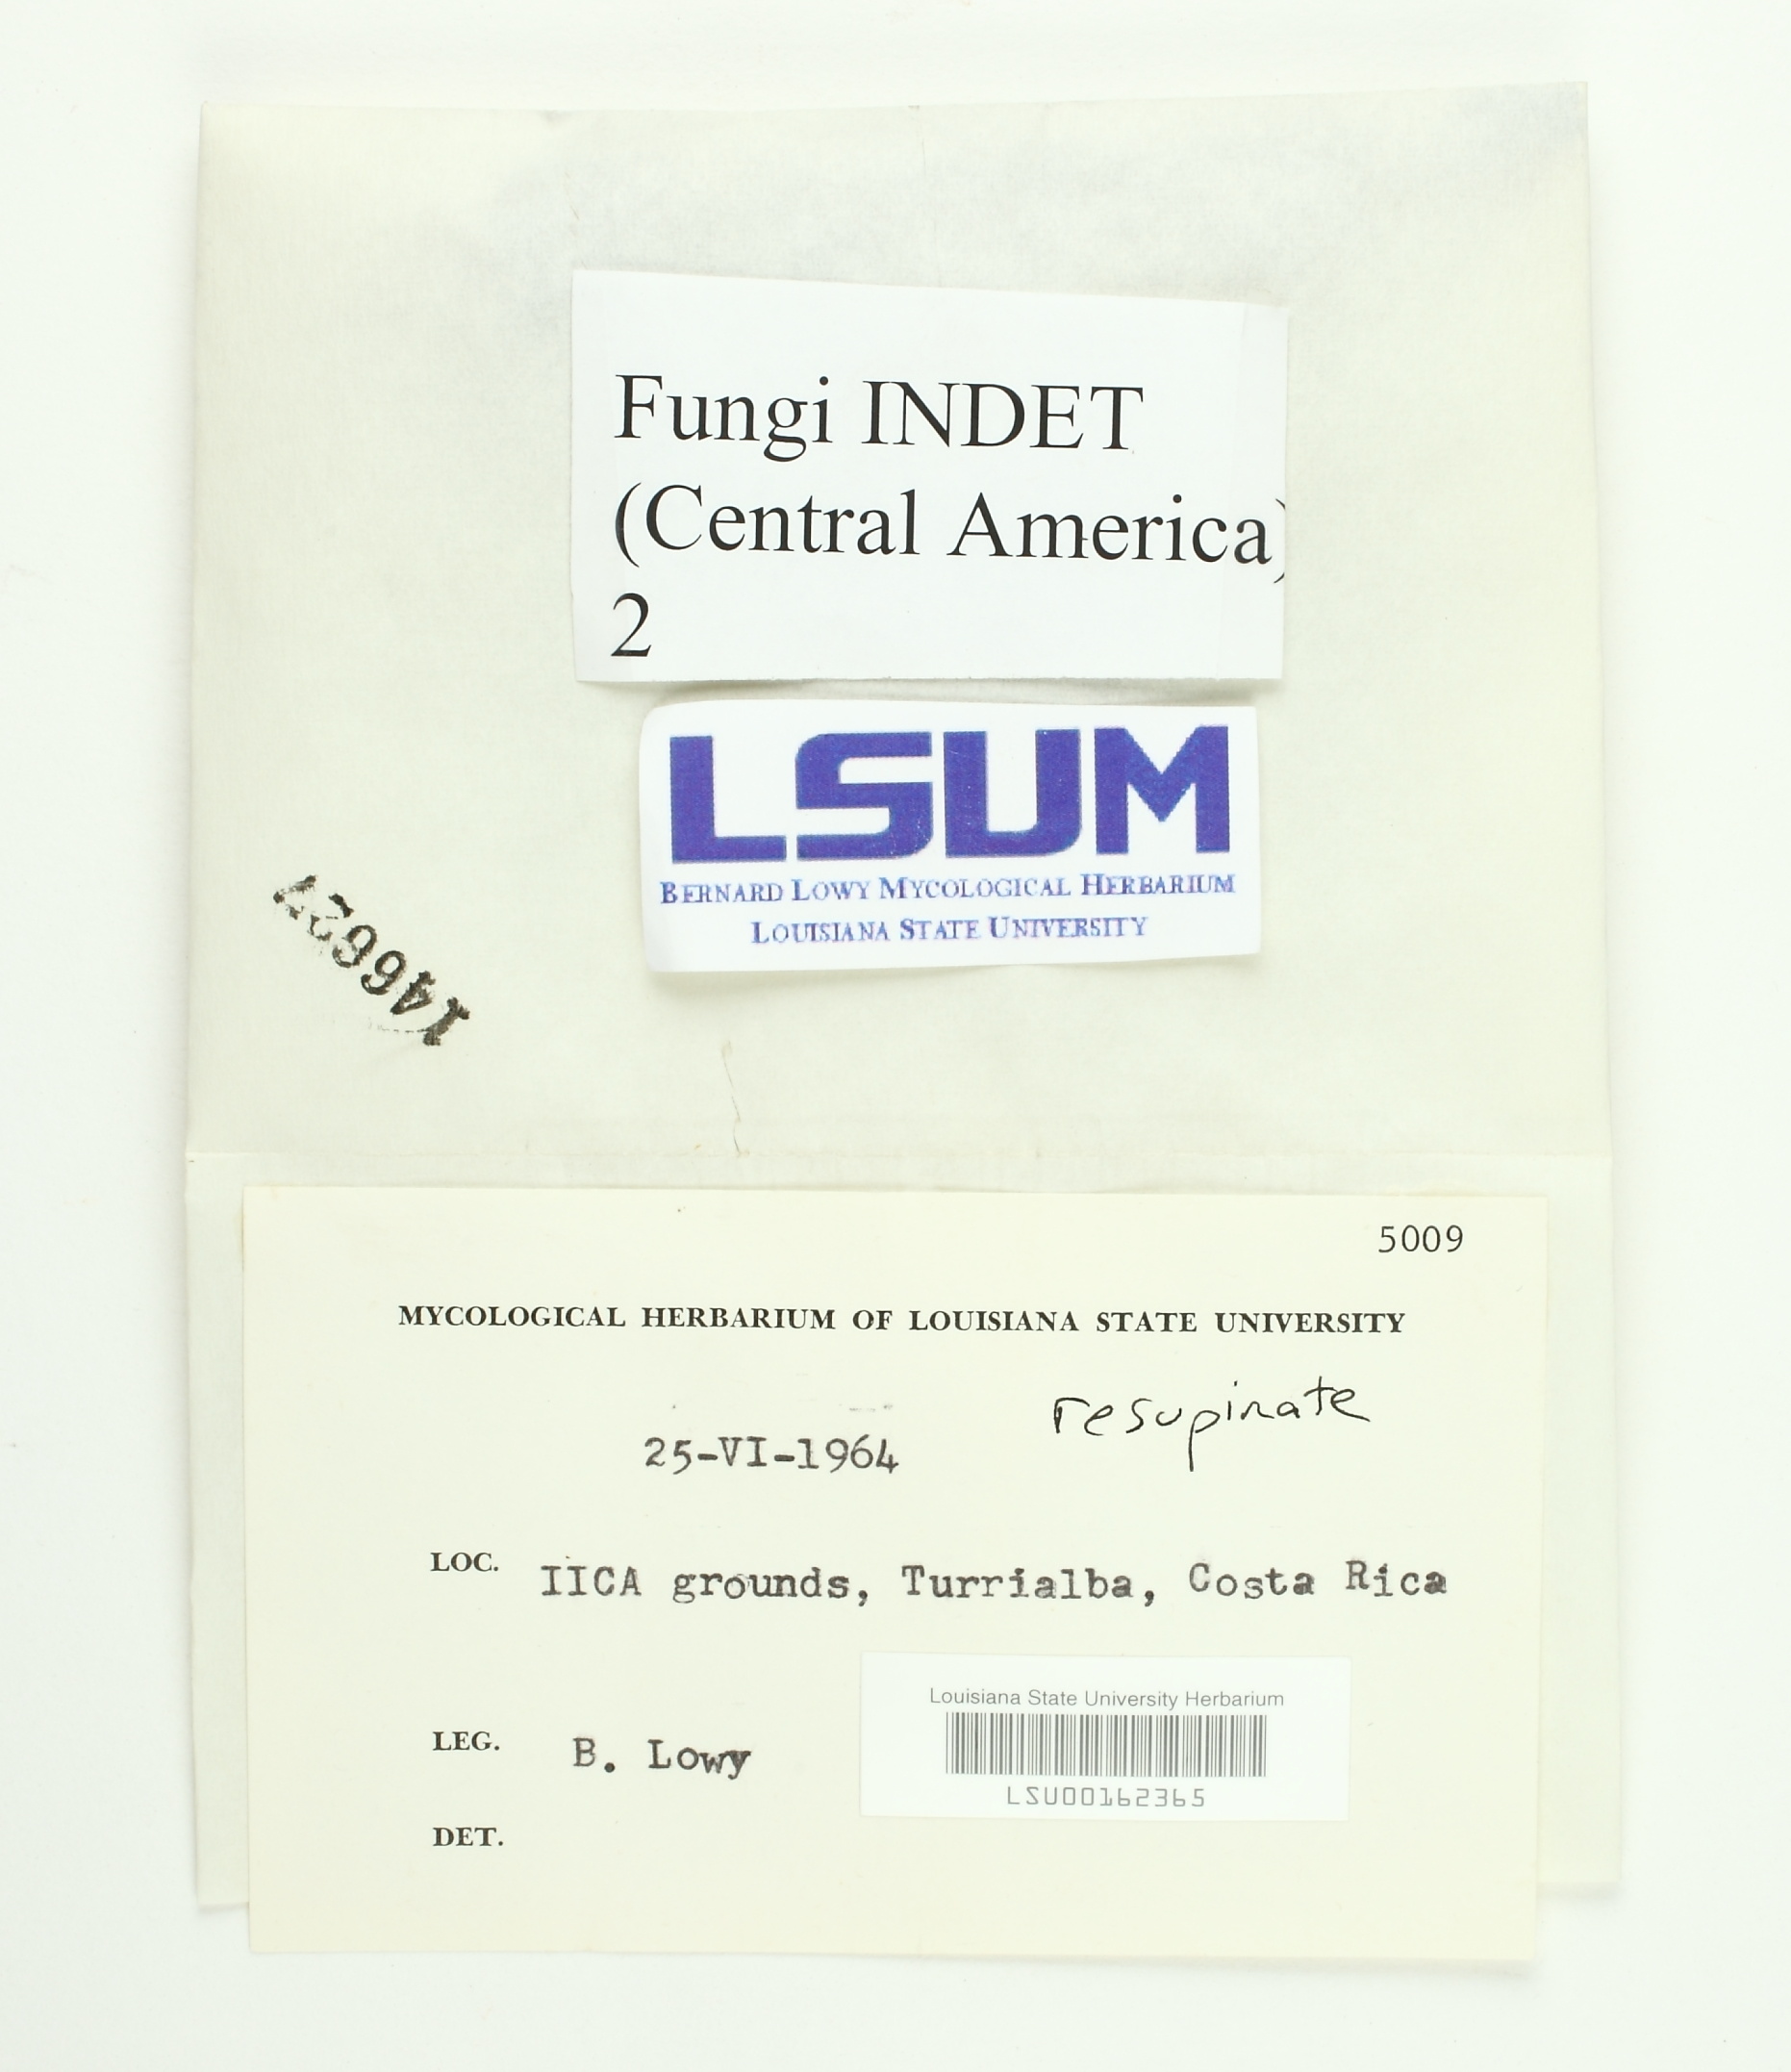 Fungi INDET
(Central America)
2
LSUM
BERNARD LOWY MYCOLOGICAL HERBARIUM
LOUISIANA STATE UNIVERSITY
146627
5009
MYCOLOGICAL HERBARIUM OF LOUISIANA STATE UNIVERSITY
resupinate
25-VI-1964
LOC. IICA grounds, Turrialba, Costa Rica
Louisiana State University Herbarium
LEG. B. Lowy
LSU00162365
DET.